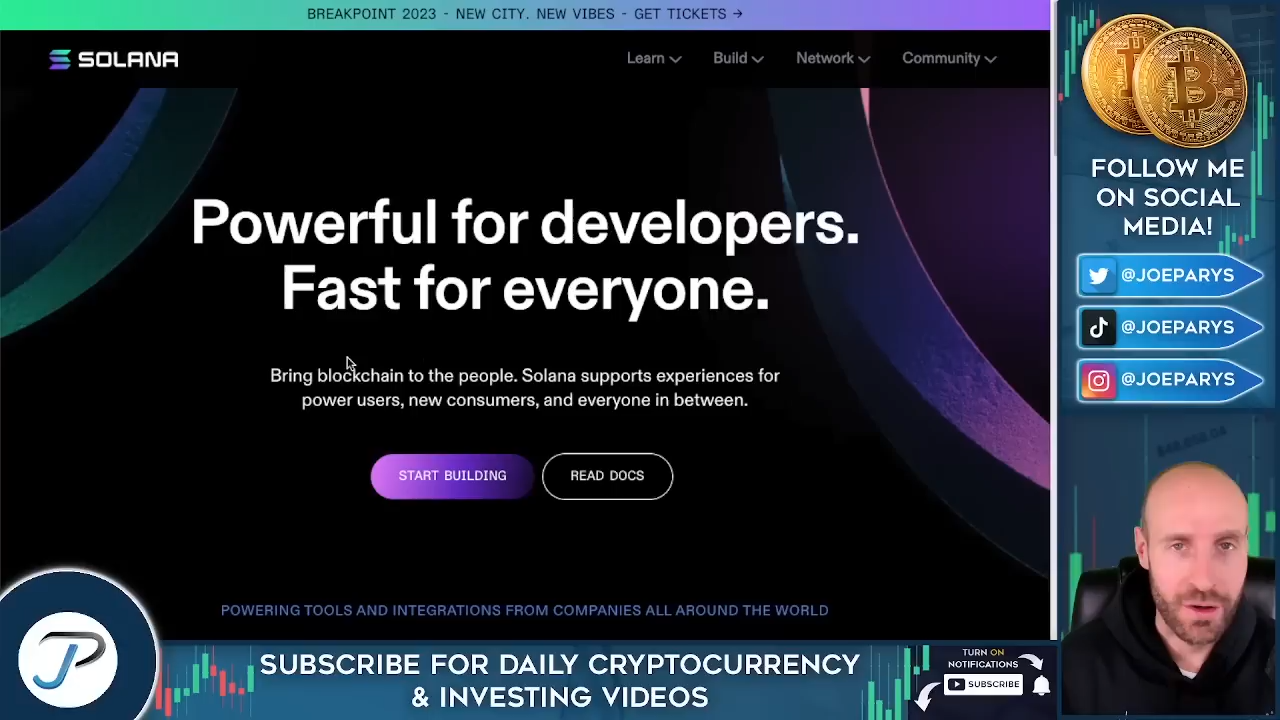 BREAKPOINT 2023 - NEW CITY. NEW VIBES - GET TICKETS →
SOLANA
Learn
Build
Network
Community
Powerful for developers.
Fast for everyone.
Bring blockchain to the people. Solana supports experiences for
power users, new consumers, and everyone in between.
START BUILDING
READ DOCS
POWERING TOOLS AND INTEGRATIONS FROM COMPANIES ALL AROUND THE WORLD
FOLLOW ME
ON SOCIAL
MEDIA!
@JOEPARYS
@JOEPARYS
@JOEPARYS
JP
SUBSCRIBE FOR DAILY CRYPTOCURRENCY
& INVESTING VIDEOS
TURN ON
NOTIFICATIONS
SUBSCRIBE